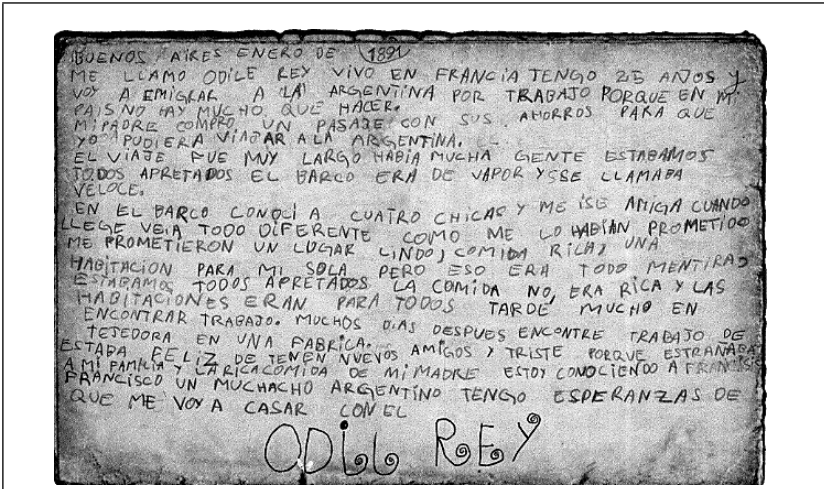 BUENOS AIRES ENERO DE 1891
ME LLAMO ODILE REY VIVO EN FRANCIA TENGO 25 AÑOS Y
VOY A EMIGRAR A LA ARGENTINA POR TRABAJO PORQUE EN MI
PAIS NO HAY MUCHO QUE HACER.
MI PADRE COMPRO UN PASAJE CON SUS AHORROS PARA QUE
YO PUDIERA VIAJAR A LA ARGENTINA.
EL VIAJE FUE MUY LARGO HABIA MUCHA GENTE ESTABAMOS
TODOS APRETADOS EL BARCO ERA DE VAPOR Y SE LLAMABA
VELOCE.
EN EL BARCO CONOCI A CUATRO CHICAS Y ME ISE AMIGA CUANDO
LLEGE VEIA TODO DIFERENTE COMO ME LO HABIAN PROMETIDO
ME PROMETIERON UN LUGAR LINDO, COMIDA RICA, UNA
HABITACION PARA MI SOLA PERO ESO ERA TODO MENTIRAS
ESTABAMOS TODOS APRETADOS LA COMIDA NO, ERA RICA Y LAS
HABITACIONES ERAN PARA TODOS TARDE MUCHO EN
ENCONTRAR TRABAJO. MUCHOS DIAS DESPUES ENCONTRE TRABAJO DE
TEJEDORA EN UNA FABRICA.
ESTABA FELIZ DE TENEN NUEVOS AMIGOS Y TRISTE PORQUE ESTRAÑABA
A MI FAMILIA Y LA RICA COMIDA DE MI MADRE ESTOY CONOCIENDO A
FRANCISCO UN MUCHACHO ARGENTINO TENGO ESPERANZAS DE
QUE ME VOY A CASAR CON EL
ODILL REY